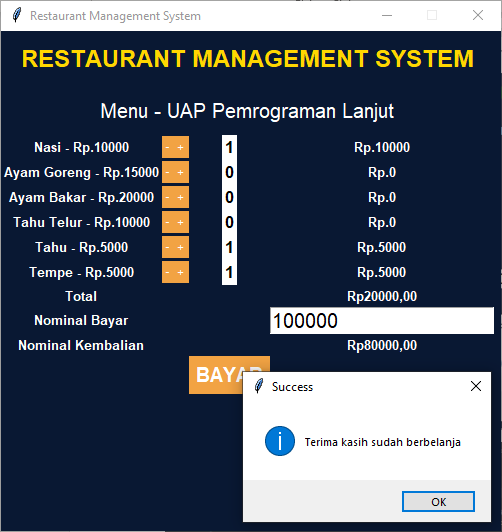 Restaurant Management System
RESTAURANT MANAGEMENT SYSTEM
Menu - UAP Pemrograman Lanjut
Nasi - Rp.10000 - + 1 Rp.10000
Ayam Goreng - Rp.15000 - + 0 Rp.0
Ayam Bakar - Rp.20000 - + 0 Rp.0
Tahu Telur - Rp.10000 - + 0 Rp.0
Tahu - Rp.5000 - + 1 Rp.5000
Tempe - Rp.5000 - + 1 Rp.5000
Total Rp20000,00
Nominal Bayar 100000
Nominal Kembalian Rp80000,00
BAYAR
Success
Terima kasih sudah berbelanja
OK